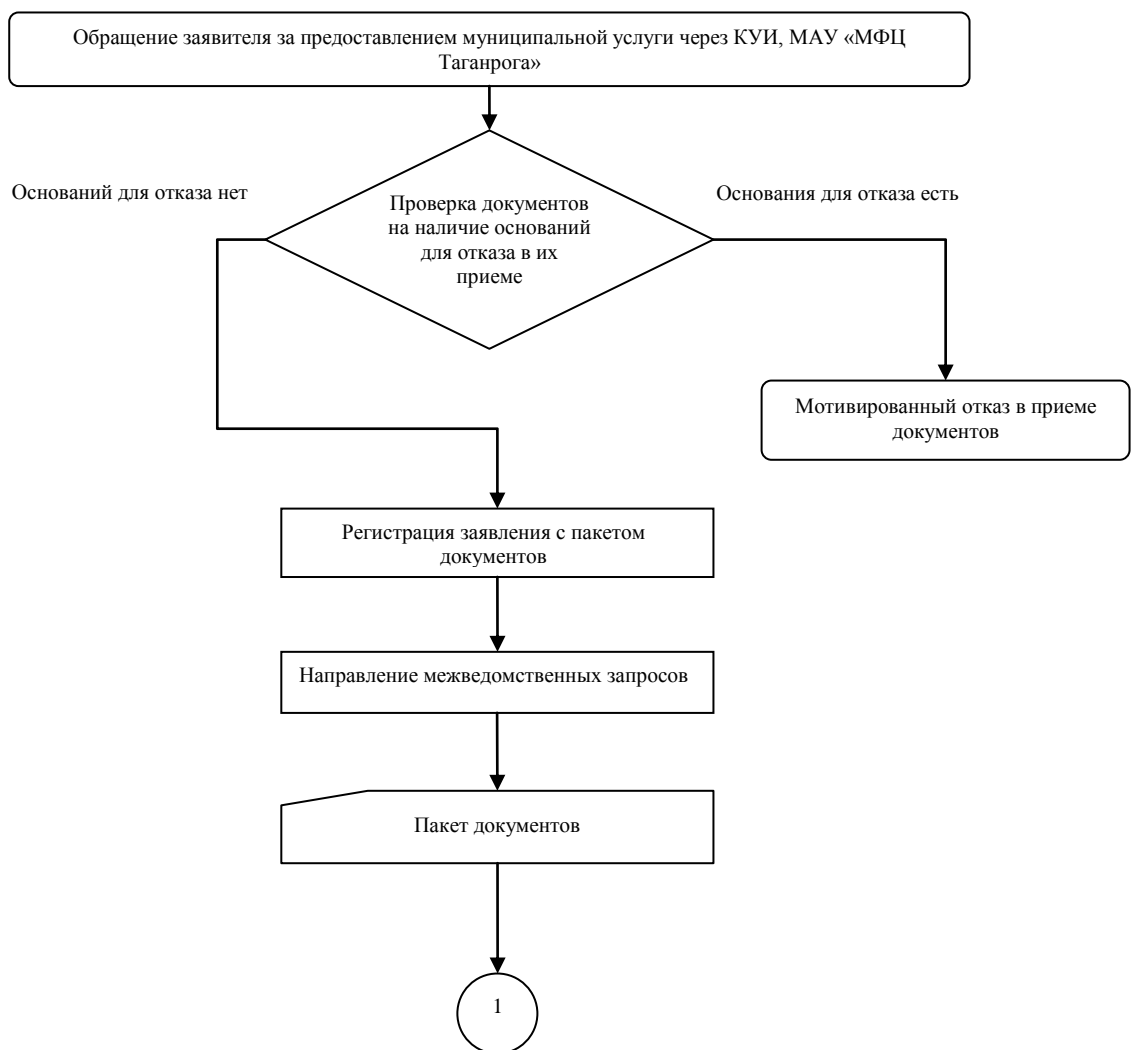 Обращение заявителя за предоставлением муниципальной услуги через КУИ, МАУ «МФЦ
Таганрога»
Оснований для отказа нет
Основания для отказа есть
Проверка документов
на наличие оснований
для отказа в их
приеме
Мотивированный отказ в приеме
документов
Регистрация заявления с пакетом
документов
Направление межведомственных запросов
Пакет документов
1